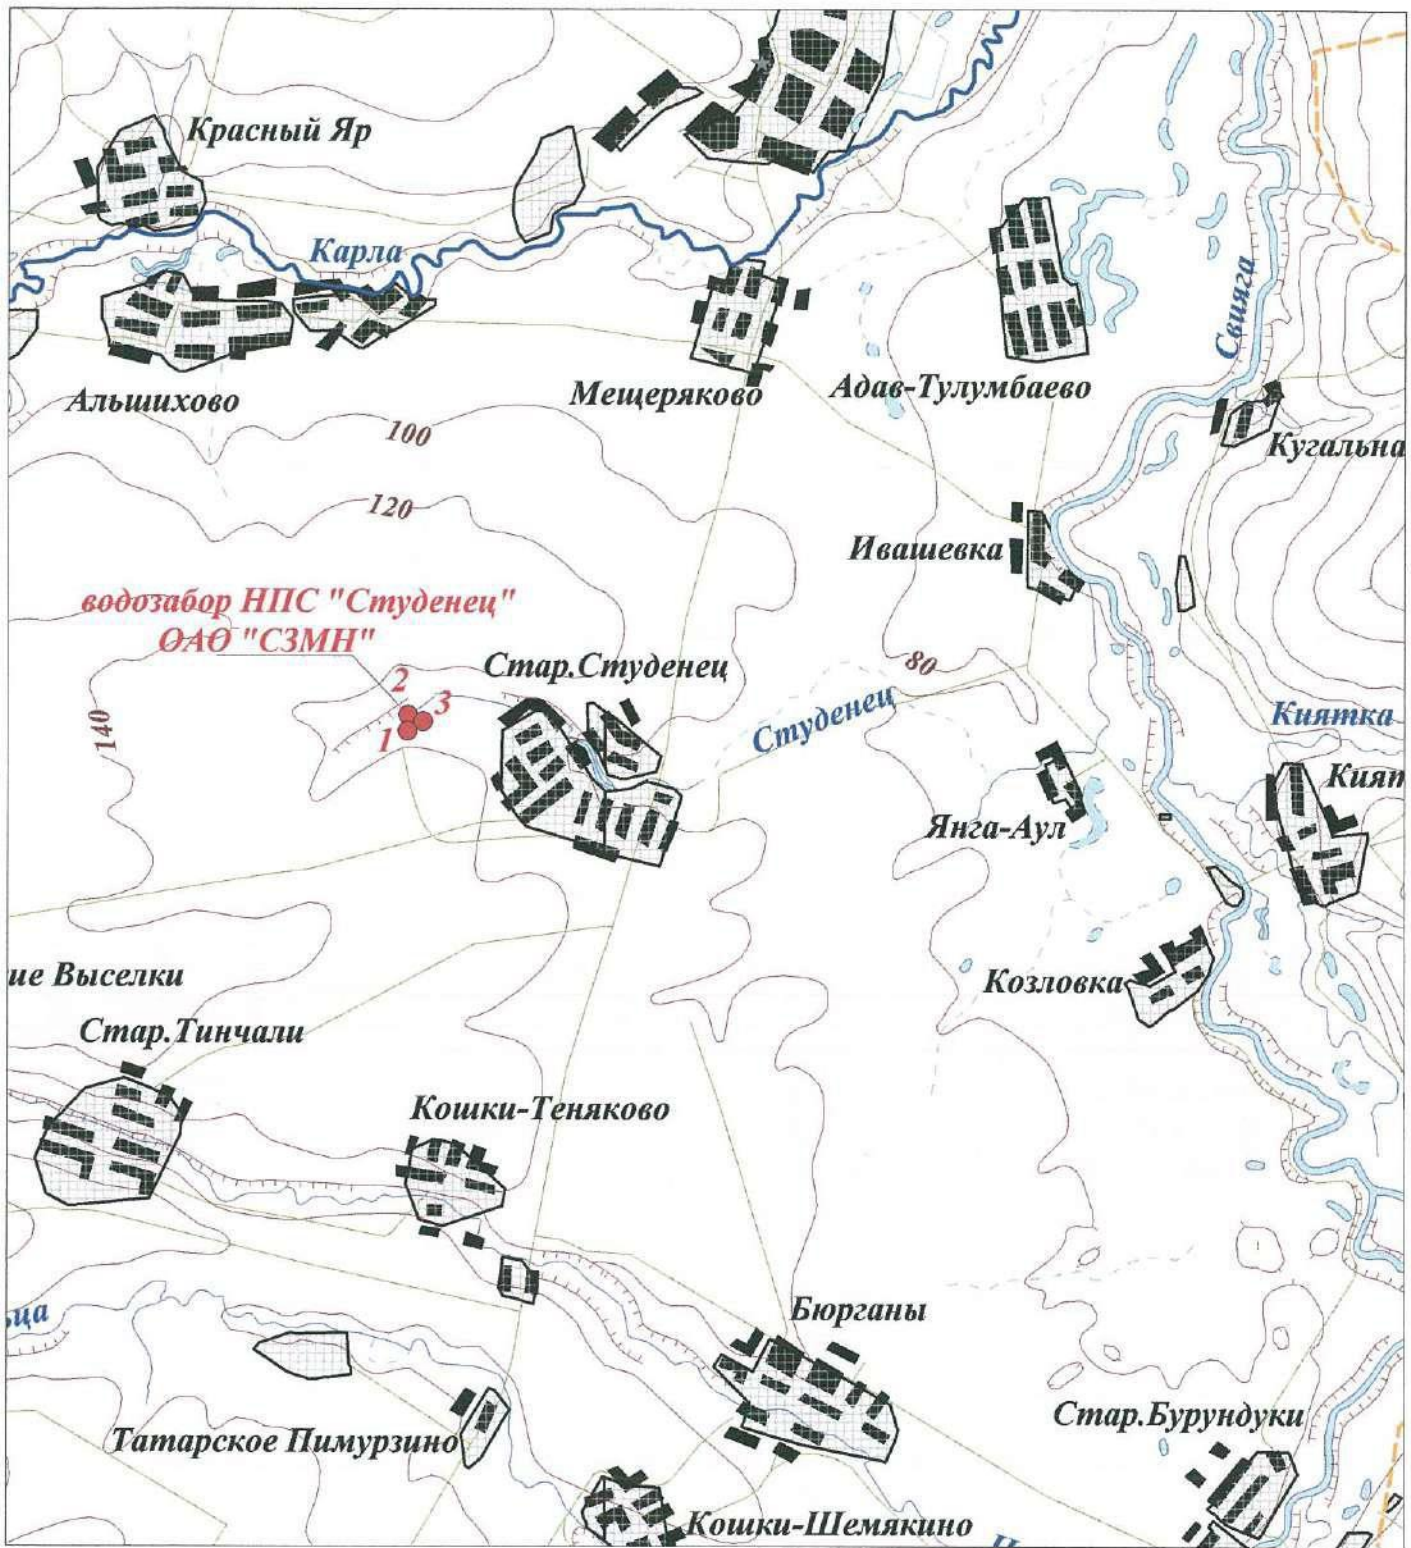 Красный Яр
Карла
Свияга
Альшихово
Мещеряково
Адав-Тулумбаево
100
Кугальна
120
Ивашевка
водозабор НПС "Студенец"
ОАО "СЗМН"
Стар.Студенец
80
2
3
1
140
Студенец
Киятка
Кият
Янга-Аул
ие Выселки
Козловка
Стар.Тинчали
Кошки-Теняково
ьца
Бюрганы
Стар.Бурундуки
Татарское Пимурзино
Кошки-Шемякино